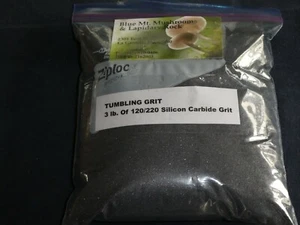 Blue Mt. Mushrooms
& Lapidary Rock
Ziploc
TUMBLING GRIT
3 lb. Of 120/220 Silicon Carbide Grit